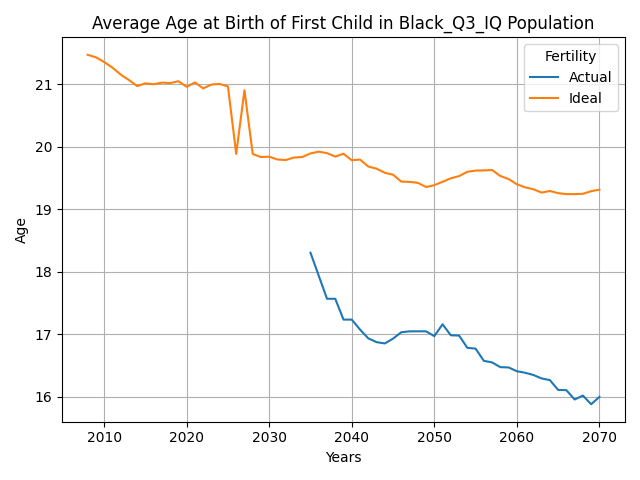 Average Age at Birth of First Child in Black_Q3_IQ Population
Fertility
Actual
Ideal
Age
21
20
19
18
17
16
2010 2020 2030 2040 2050 2060 2070
Years